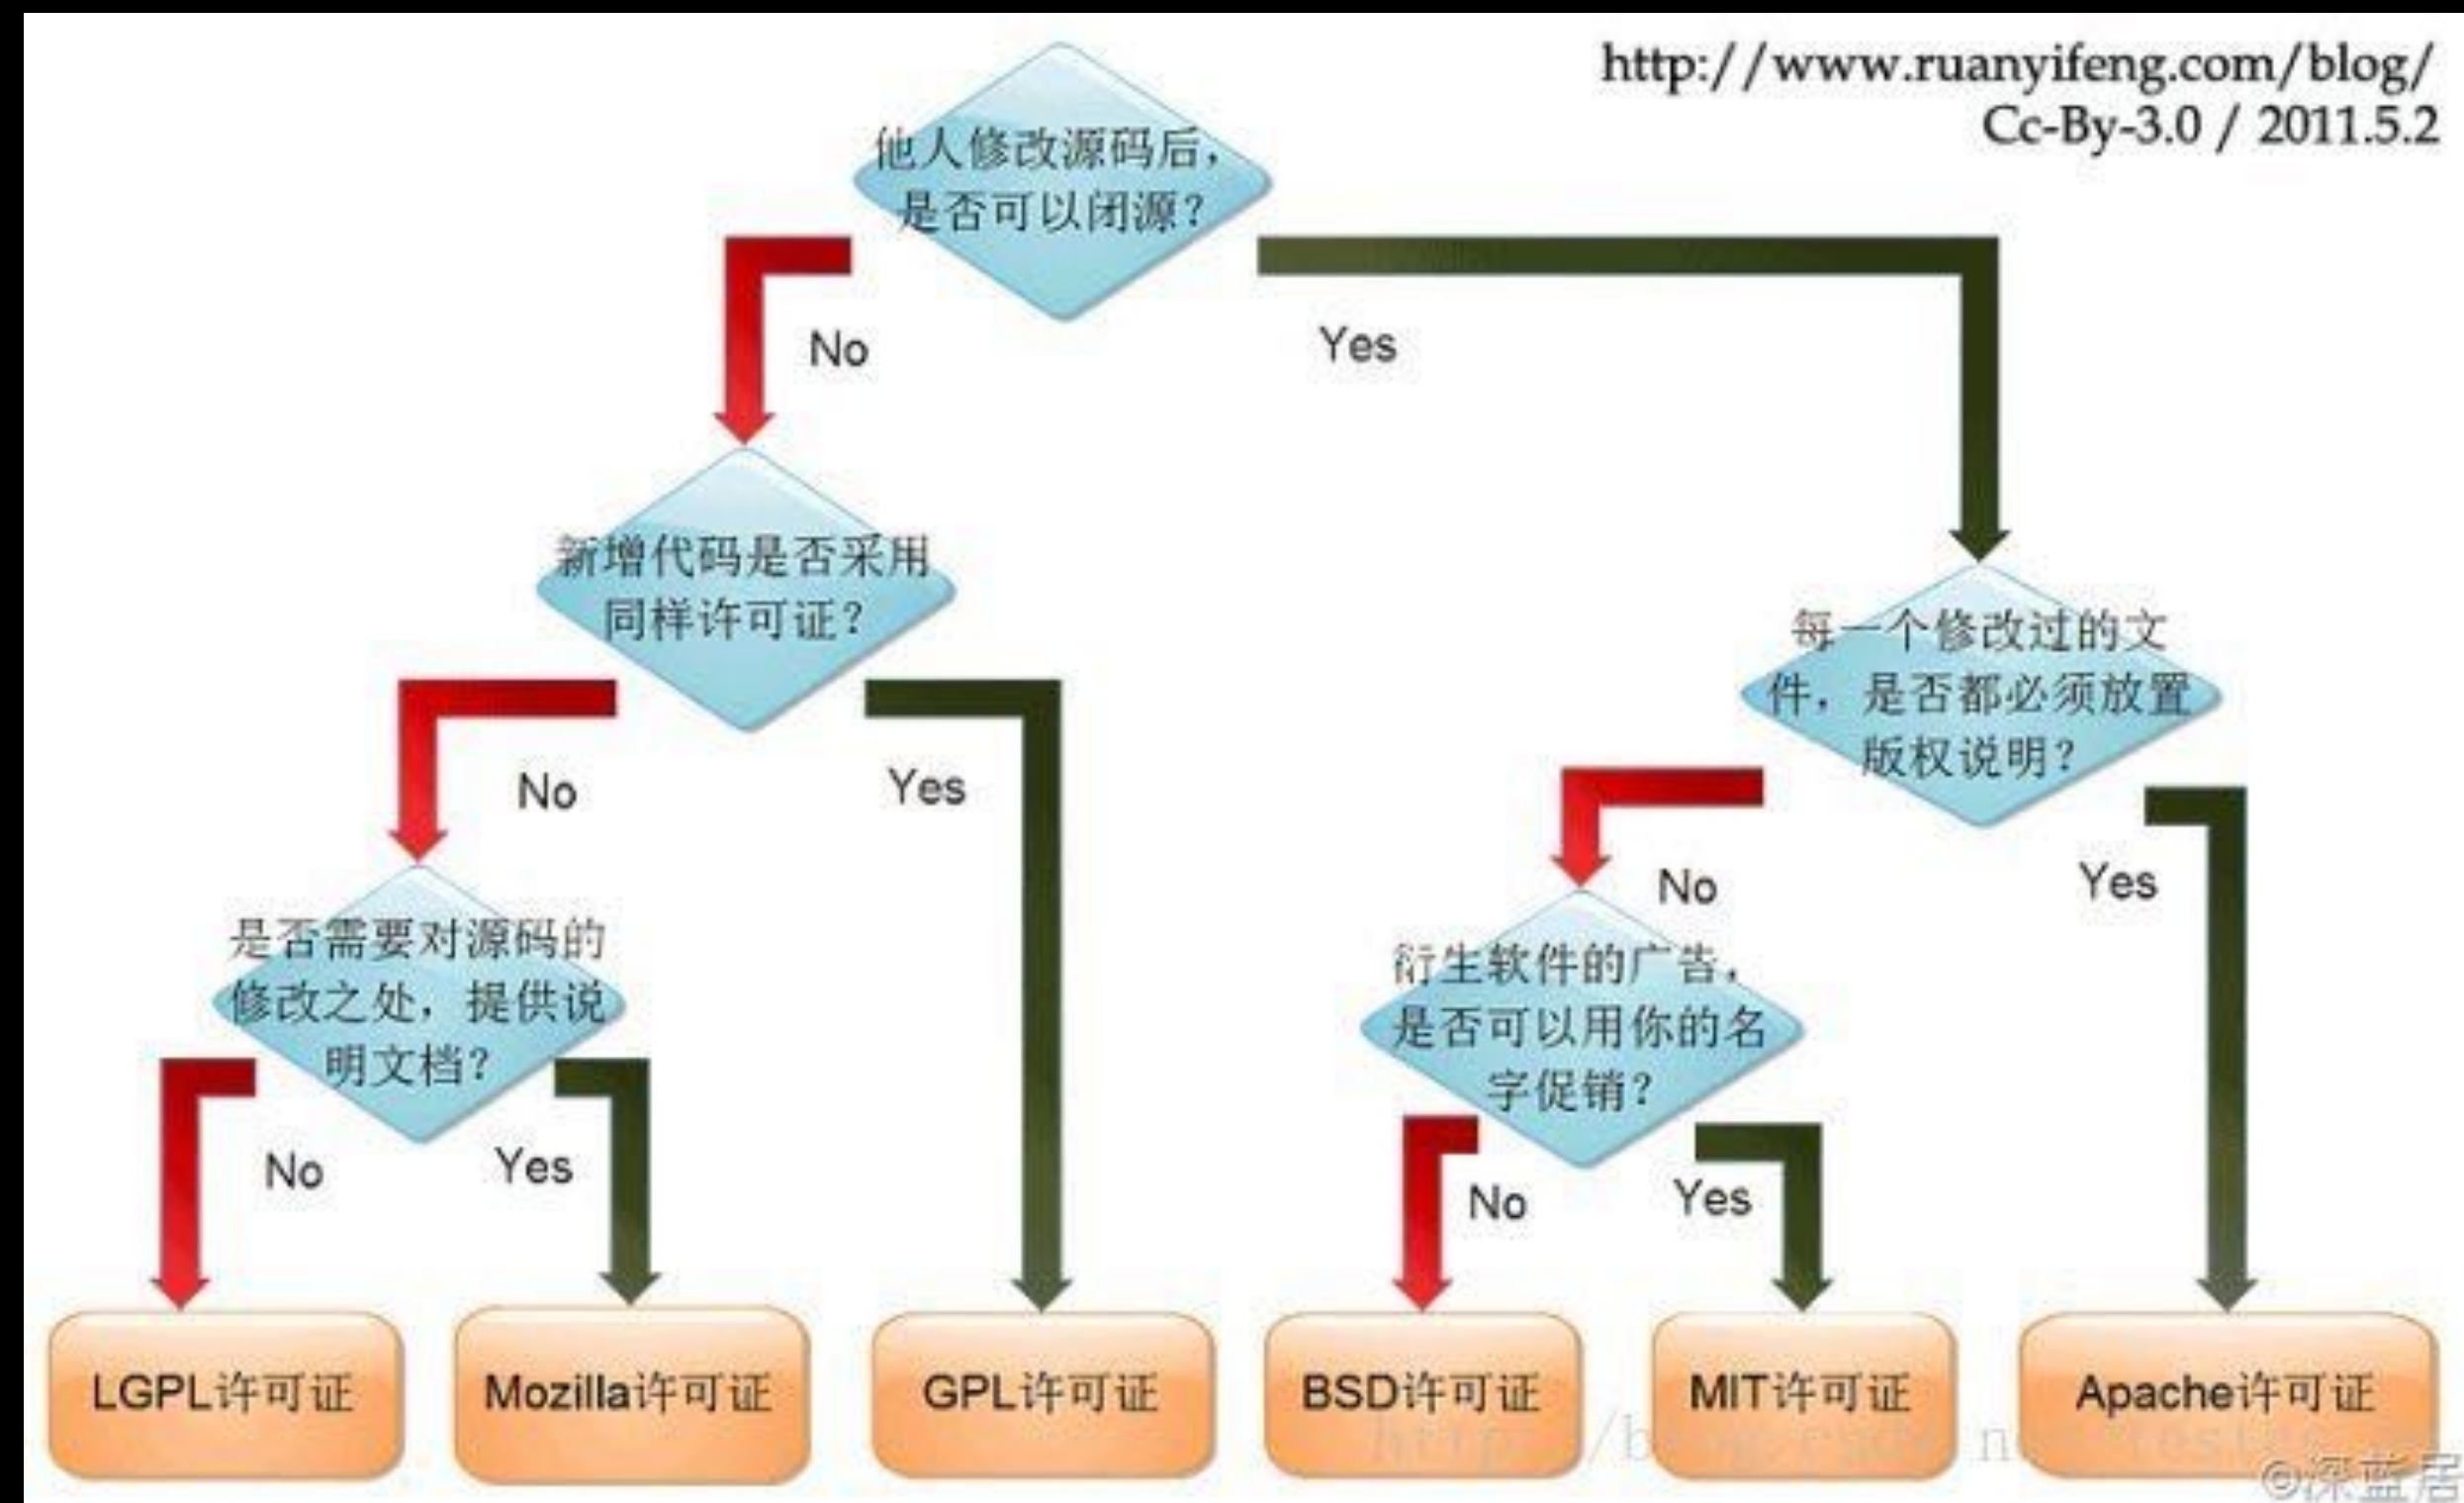 http://www.ruanyifeng.com/blog/
Cc-By-3.0 / 2011.5.2
他人修改源码后，
是否可以闭源？
No
Yes
新增代码是否采用
同样许可证？
每一个修改过的文
件，是否都必须放置
版权说明？
No
Yes
No
Yes
是否需要对源码的
修改之处，提供说
明文档？
衍生软件的广告，
是否可以用你的名
字促销？
No
Yes
No
Yes
LGPL许可证
Mozilla许可证
GPL许可证
BSD许可证
MIT许可证
Apache许可证
©深蓝居